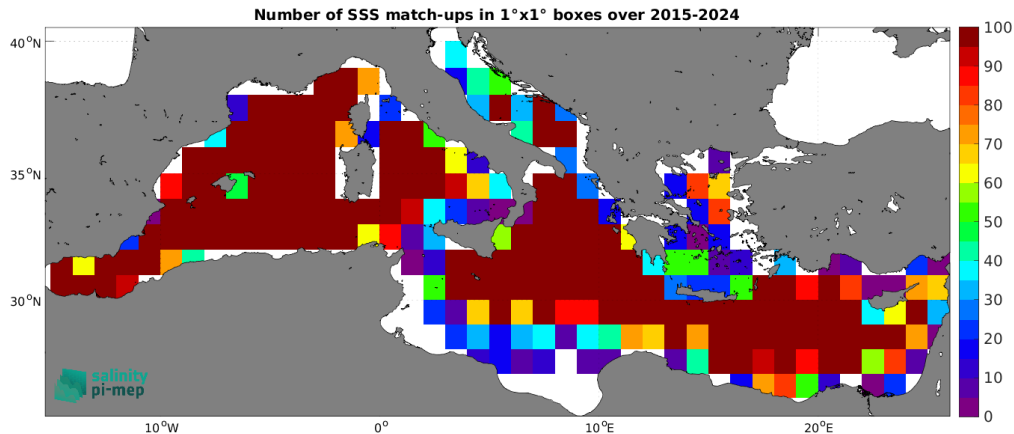 Number of SSS match-ups in 1°x1° boxes over 2015-2024
40°N
35°N
30°N
10°W
0°
10°E
20°E
100
90
80
70
60
50
40
30
20
10
0
salinity
pi-mep